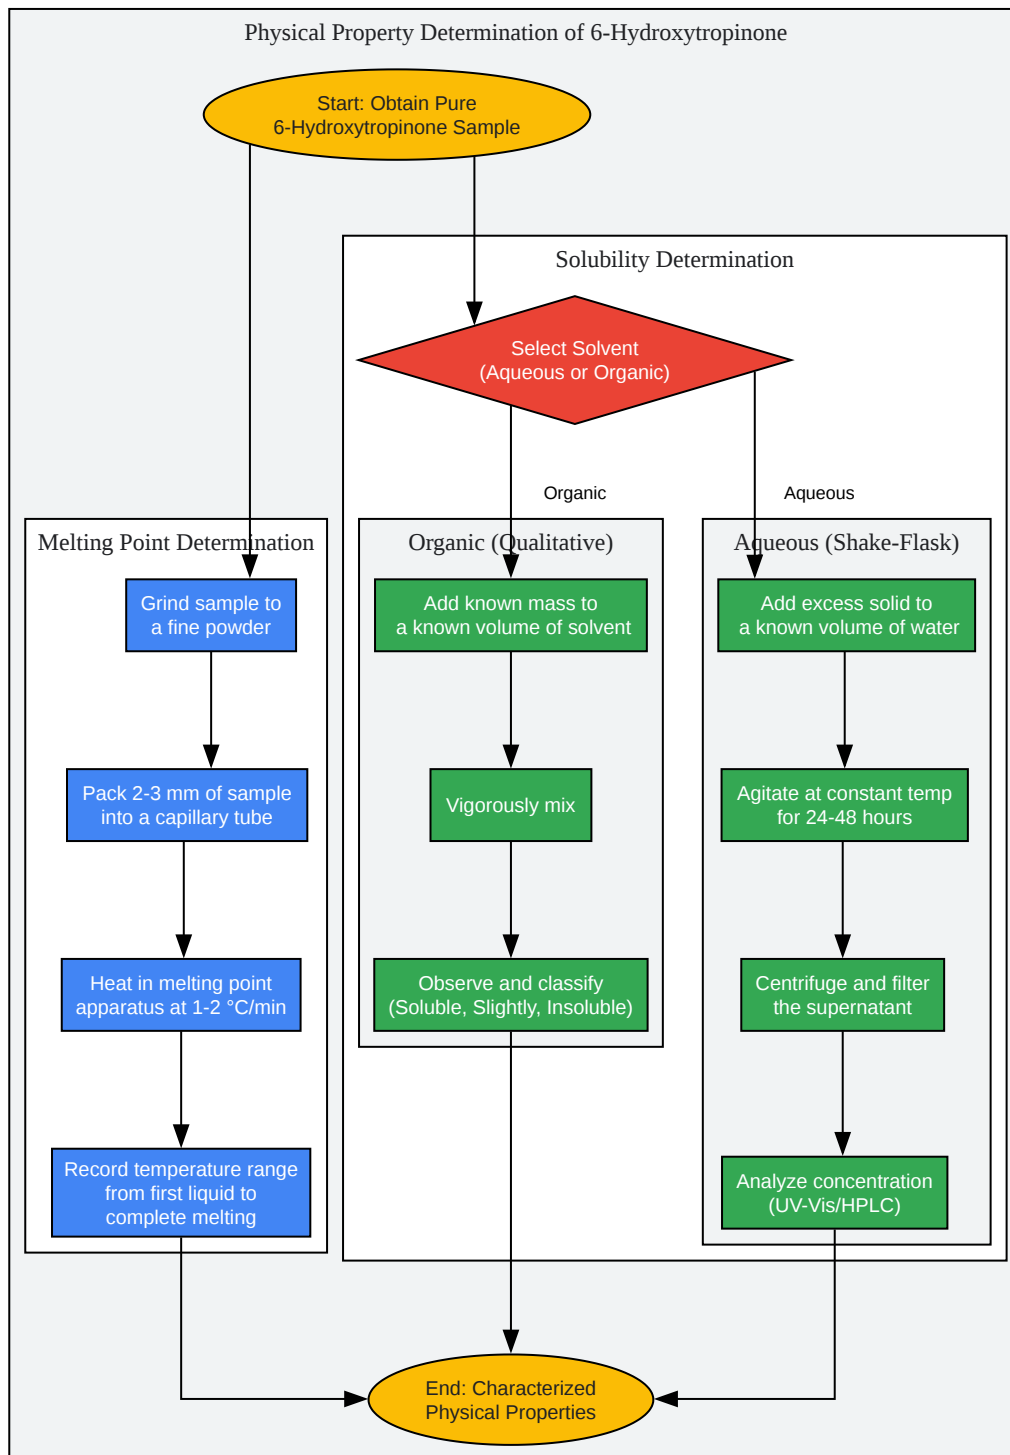 Physical Property Determination of 6-Hydroxytropinone
Start: Obtain Pure
6-Hydroxytropinone Sample
Solubility Determination
Select Solvent
(Aqueous or Organic)
Organic
Aqueous
Melting Point Determination
Grind sample to
a fine powder
Pack 2-3 mm of sample
into a capillary tube
Heat in melting point
apparatus at 1-2 °C/min
Record temperature range
from first liquid to
complete melting
Organic (Qualitative)
Add known mass to
a known volume of solvent
Vigorously mix
Observe and classify
(Soluble, Slightly, Insoluble)
Aqueous (Shake-Flask)
Add excess solid to
a known volume of water
Agitate at constant temp
for 24-48 hours
Centrifuge and filter
the supernatant
Analyze concentration
(UV-Vis/HPLC)
End: Characterized
Physical Properties